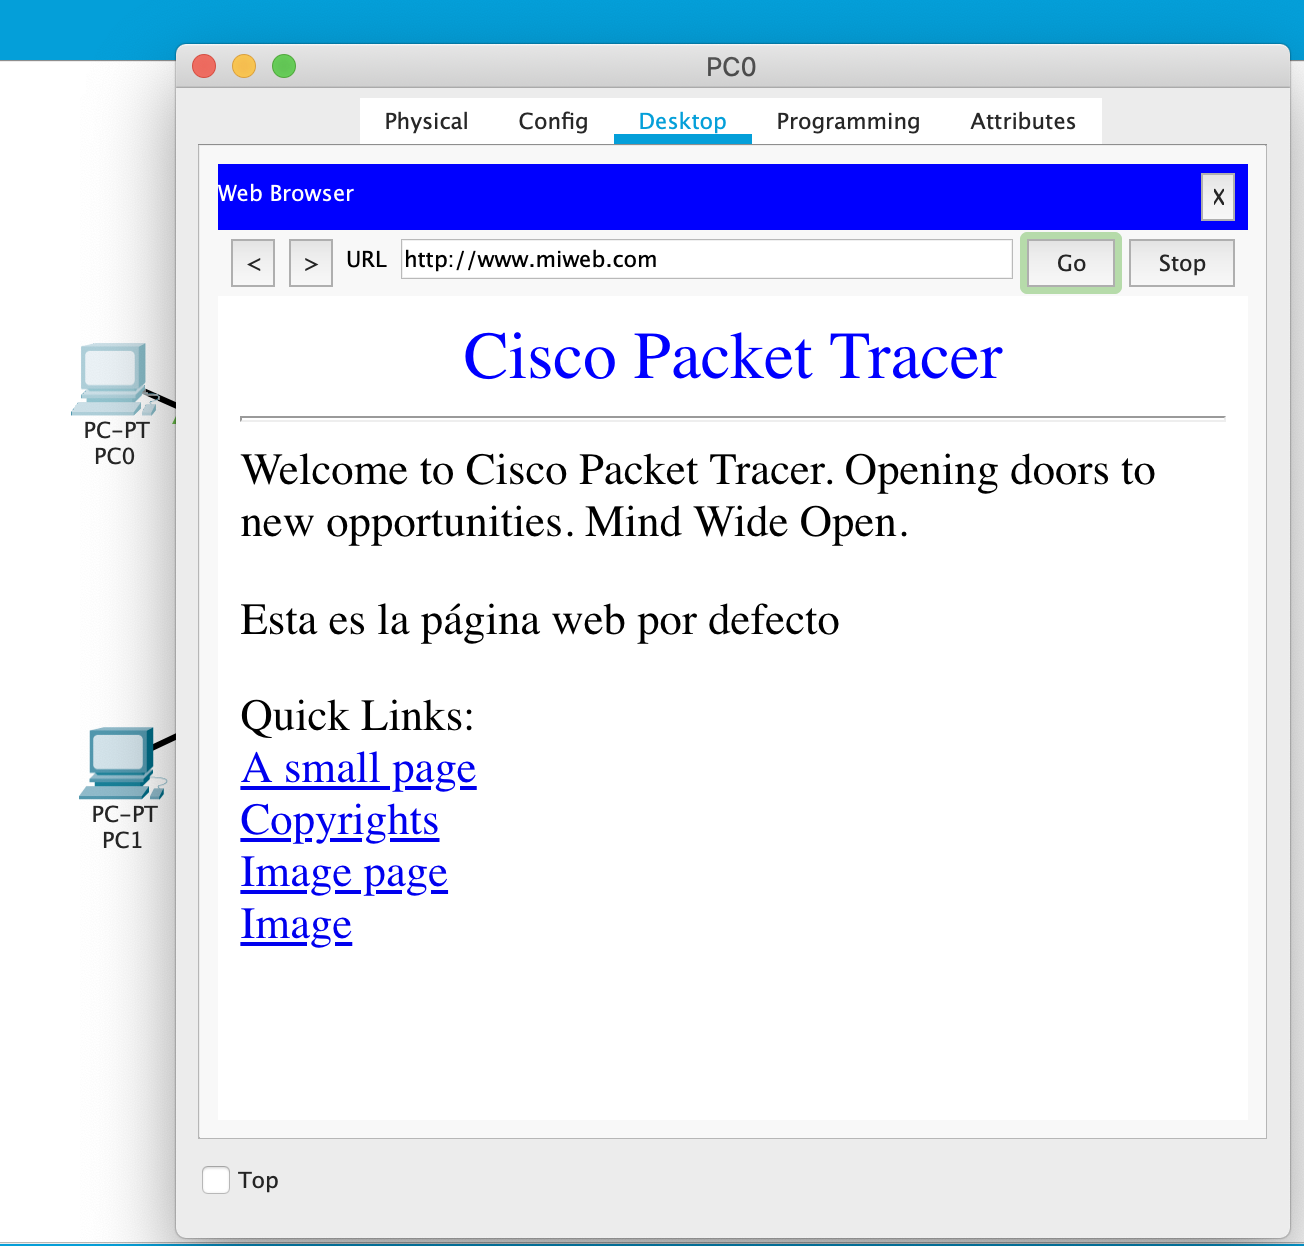 PC0
Physical Config Desktop Programming Attributes
Web Browser
X
< > URL http://www.miweb.com Go Stop
Cisco Packet Tracer
Welcome to Cisco Packet Tracer. Opening doors to
new opportunities. Mind Wide Open.
Esta es la página web por defecto
Quick Links:
A small page
Copyrights
Image page
Image
Top
PC-PT
PC0
PC-PT
PC1